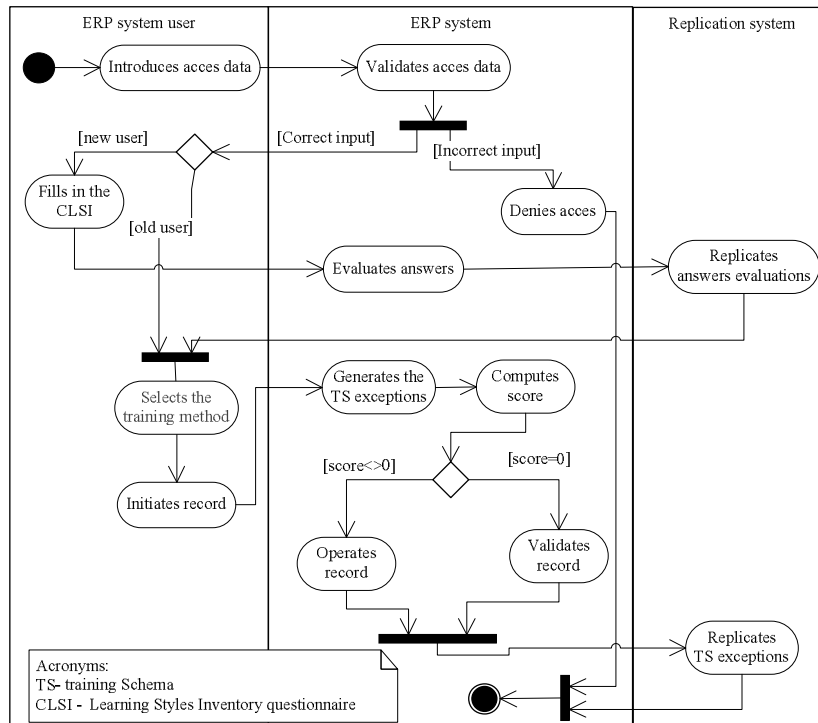 ERP system user
ERP system
Replication system
Introduces acces data
Validates acces data
[new user]
[Correct input]
[Incorrect input]
Fills in the
CLSI
[old user]
Denies acces
Evaluates answers
Replicates
answers evaluations
Selects the
training method
Generates the
TS exceptions
Computes
score
[score<>0]
[score=0]
Initiates record
Operates
record
Validates
record
Replicates
TS exceptions
Acronyms:
TS- training Schema
CLSI - Learning Styles Inventory questionnaire